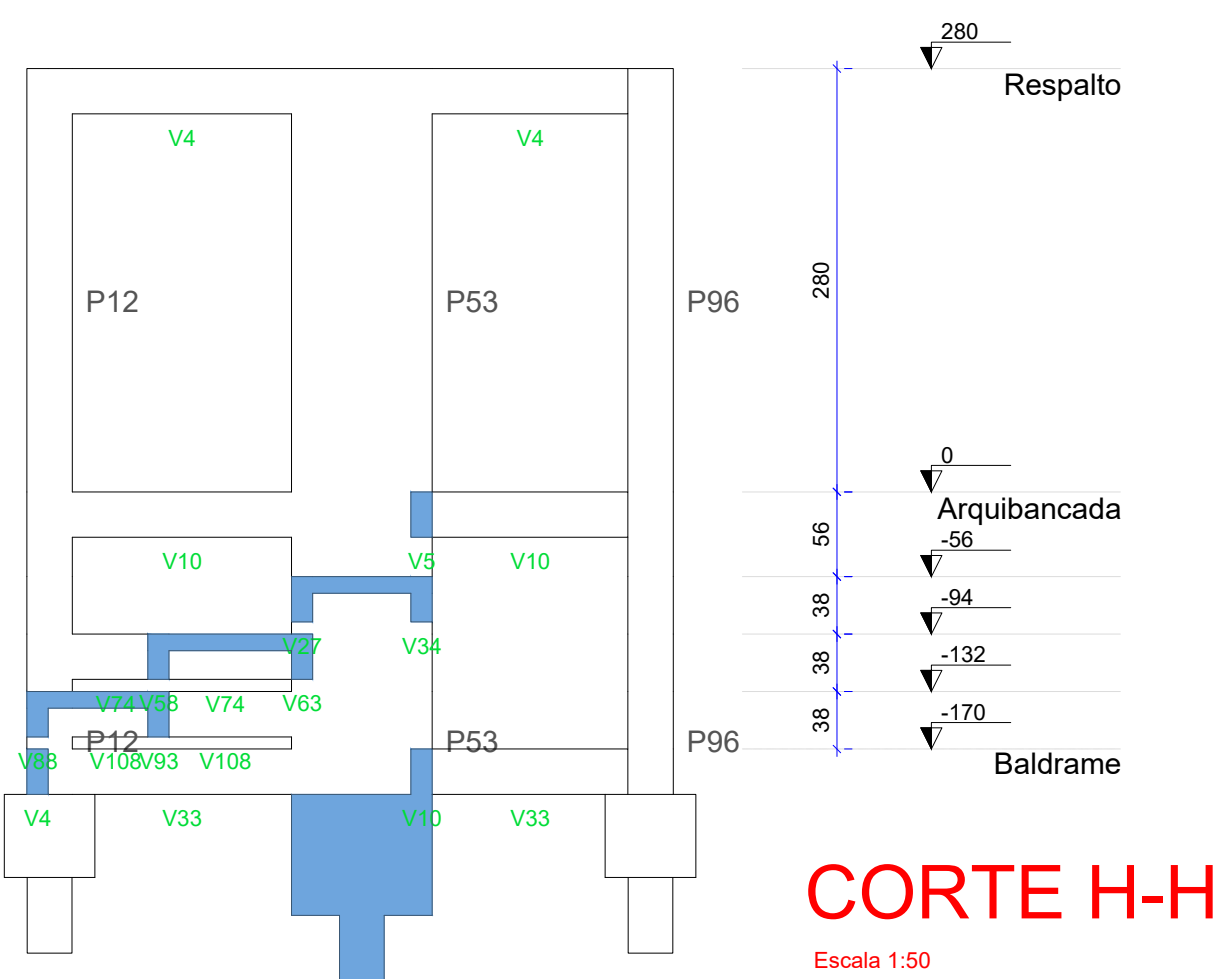 280
Respalto
V4 V4
280
P12 P53 P96
0
Arquibancada
56
-56
V10 V5 V10
38
-94
V27 V34
38
-132
V74 V58 V74 V63
38
-170
P12 P53 P96
V88 V108 V93 V108
Baldrame
V4 V33 V10 V33
CORTE H-H
Escala 1:50